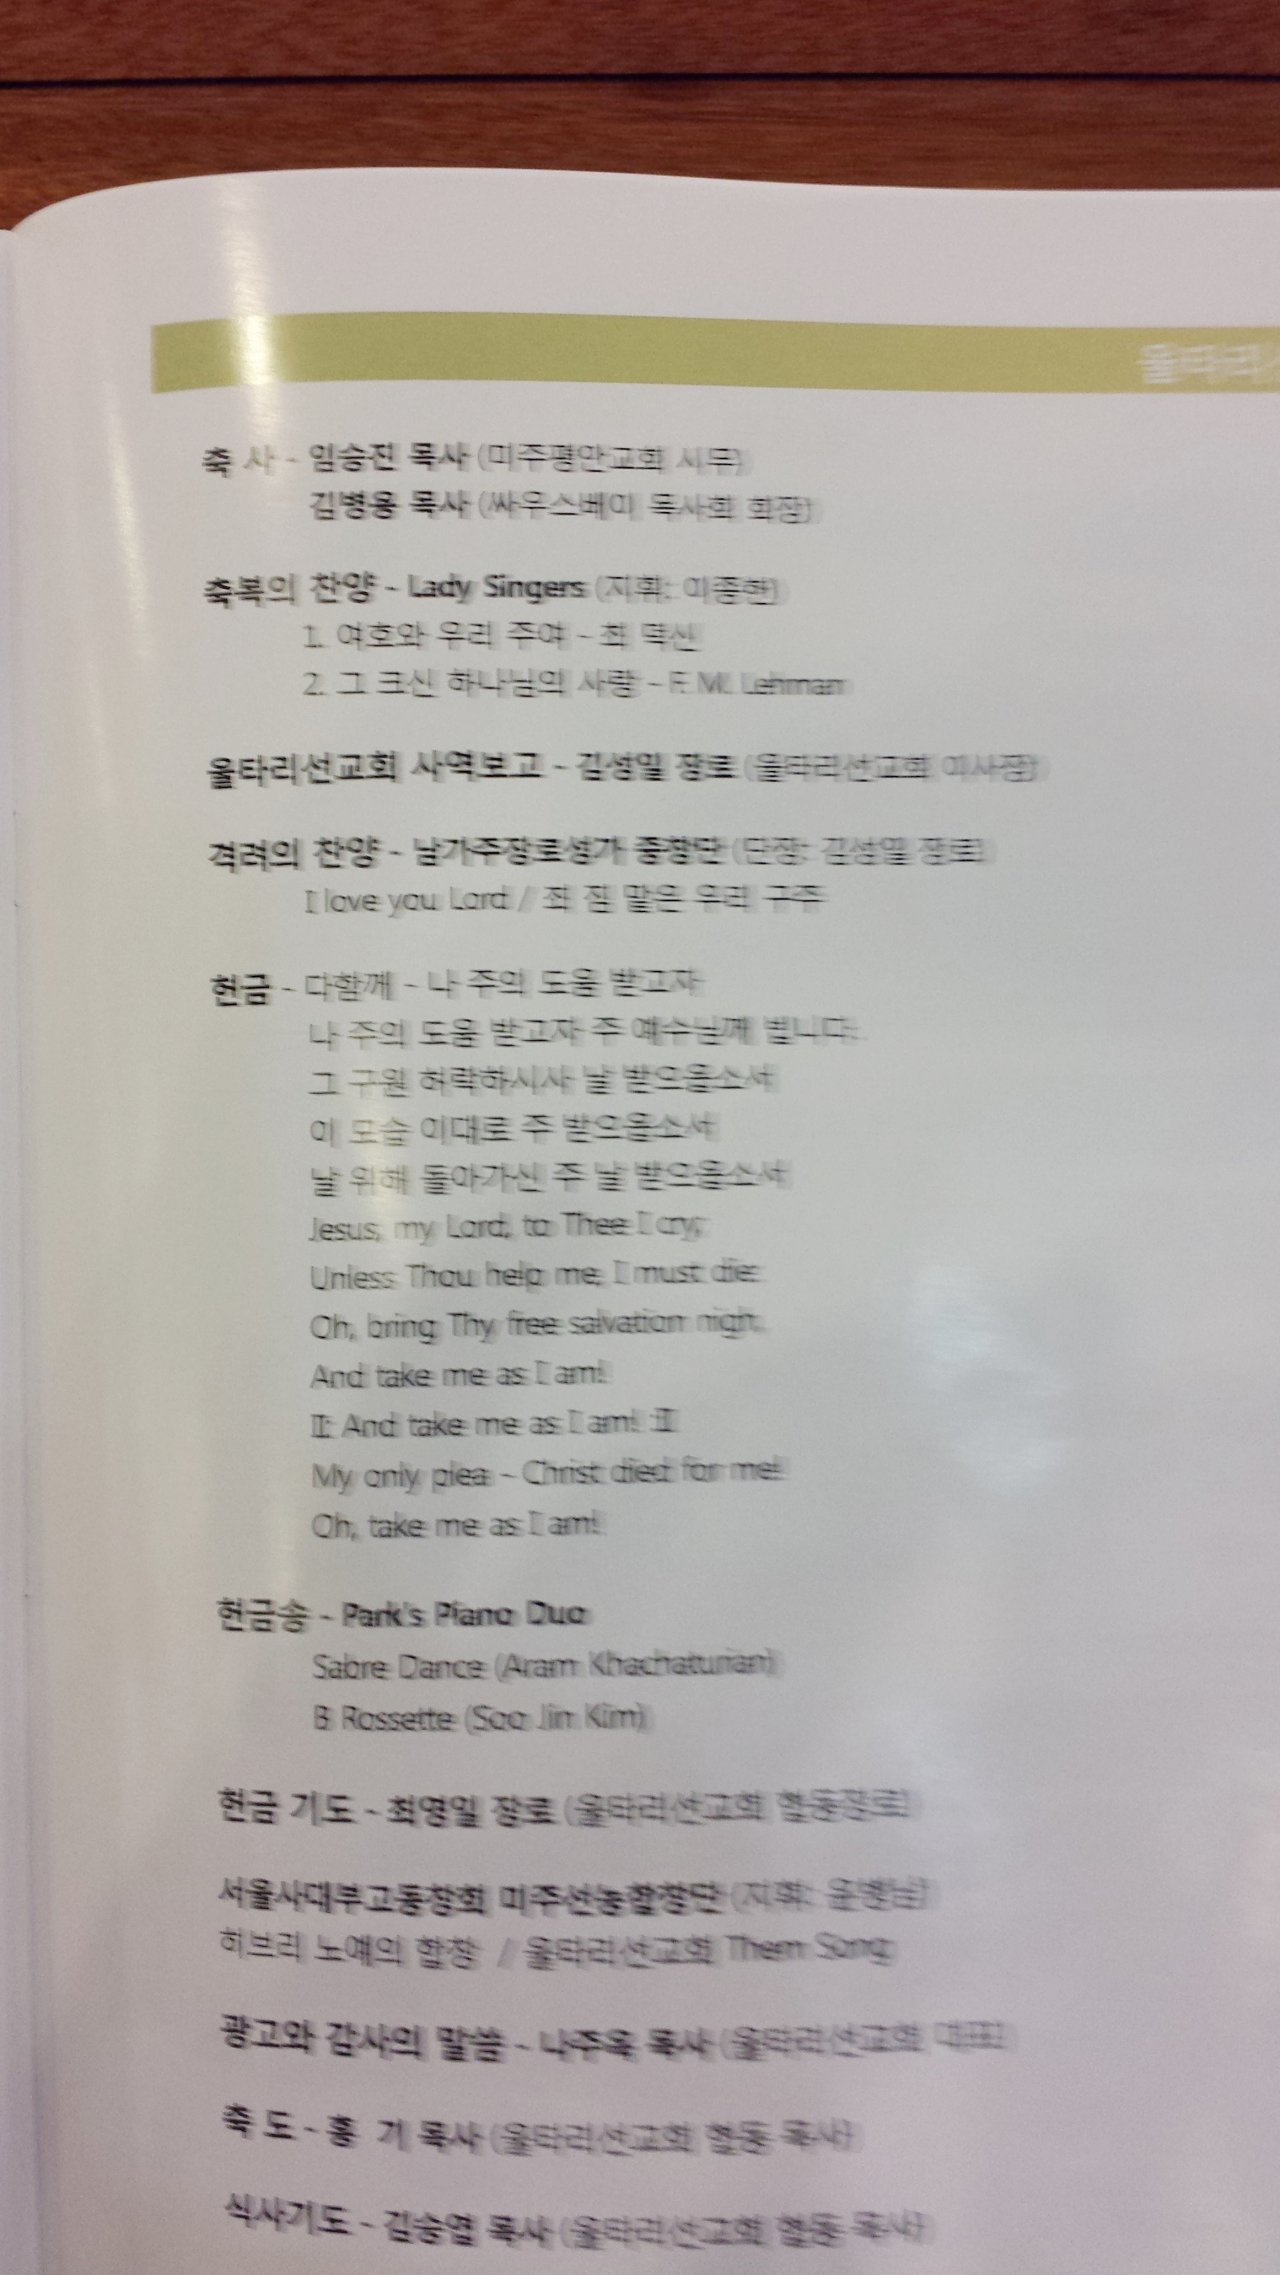 울타리
축 사 - 임승진 목사 (미주평안교회 시무)
김병용 목사 (싸우스베이 목사회 회장)
축복의 찬양 - Lady Singers (지휘: 이종헌)
1. 여호와 우리 주여 - 최 덕신
2. 그 크신 하나님의 사랑 - F. M. Lehman
울타리선교회 사역보고 - 김성일 장로 (울타리선교회 이사장)
격려의 찬양 - 남가주장로성가 중창단 (단장: 김성일 장로)
I love you Lord / 죄 짐 맡은 우리 구주
헌금 - 다함께 - 나 주의 도움 받고자
나 주의 도움 받고자 주 예수님께 빕니다.
그 구원 허락하시사 날 받으옵소서
이 모습 이대로 주 받으옵소서
날 위해 돌아가신 주 날 받으옵소서
Jesus, my Lord, to Thee I cry;
Unless Thou help me, I must die:
Oh, bring Thy free salvation nigh,
And take me as I am!
And take me as I am!
My only plea - Christ died for me!
Oh, take me as I am!
헌금송 - Park's Piano Duo
Sabre Dance (Aram Khachaturian)
B Rossette (Soo Jin Kim)
헌금 기도 - 최영일 장로 (울타리선교회 협동장로)
서울사대부고동창회 미주선농합창단 (지휘:
히브리 노예의 합창 / 울타리선교회 Them Song
광고와 감사의 말씀 - 나주옥 목사 (울타리선교회 대표)
축 도 - 홍 기 목사 (울타리선교회 협동 목사)
식사기도 - 김승열 목사 (울타리선교회 협동 목사)